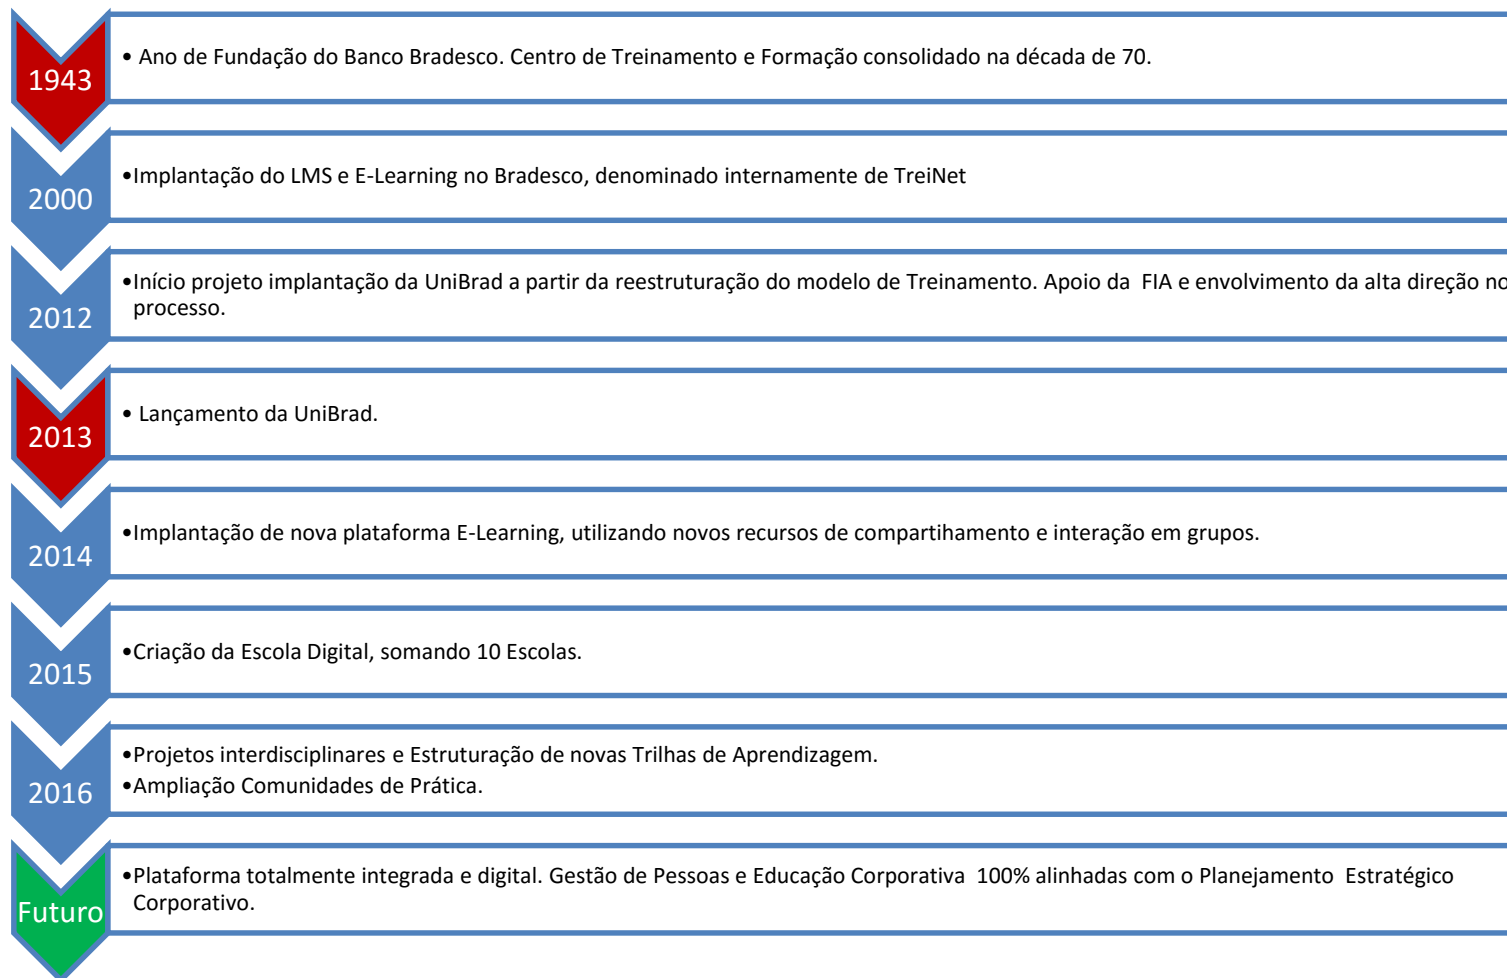 1943
• Ano de Fundação do Banco Bradesco. Centro de Treinamento e Formação consolidado na década de 70.
2000
•Implantação do LMS e E-Learning no Bradesco, denominado internamente de TreiNet
2012
•Início projeto implantação da UniBrad a partir da reestruturação do modelo de Treinamento. Apoio da  FIA e envolvimento da alta direção no
processo.
2013
• Lançamento da UniBrad.
2014
•Implantação de nova plataforma E-Learning, utilizando novos recursos de compartihamento e interação em grupos.
2015
•Criação da Escola Digital, somando 10 Escolas.
2016
•Projetos interdisciplinares e Estruturação de novas Trilhas de Aprendizagem.
•Ampliação Comunidades de Prática.
Futuro
•Plataforma totalmente integrada e digital. Gestão de Pessoas e Educação Corporativa  100% alinhadas com o Planejamento  Estratégico
Corporativo.